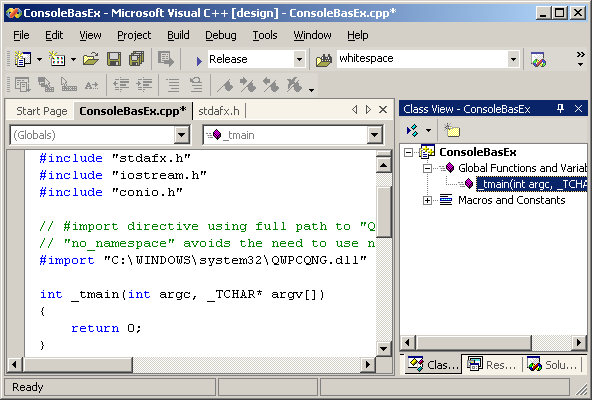 ConsoleBasEx - Microsoft Visual C++ [design] - ConsoleBasEx.cpp*
File Edit View Project Build Debug Tools Window Help
Release whitespace
Start Page ConsoleBasEx.cpp* stdafx.h
(Globals) _tmain
#include "stdafx.h"
#include "iostream.h"
#include "conio.h"
// #import directive using full path to "Q
// "no_namespace" avoids the need to use n
#import "C:\WINDOWS\system32\QWPCQNG.dll"
int _tmain(int argc, _TCHAR* argv[])
{
return 0;
}
Class View - ConsoleBasEx
ConsoleBasEx
Global Functions and Variab
_tmain(int argc, _TCHA
Macros and Constants
Clas... Res... Solu...
Ready